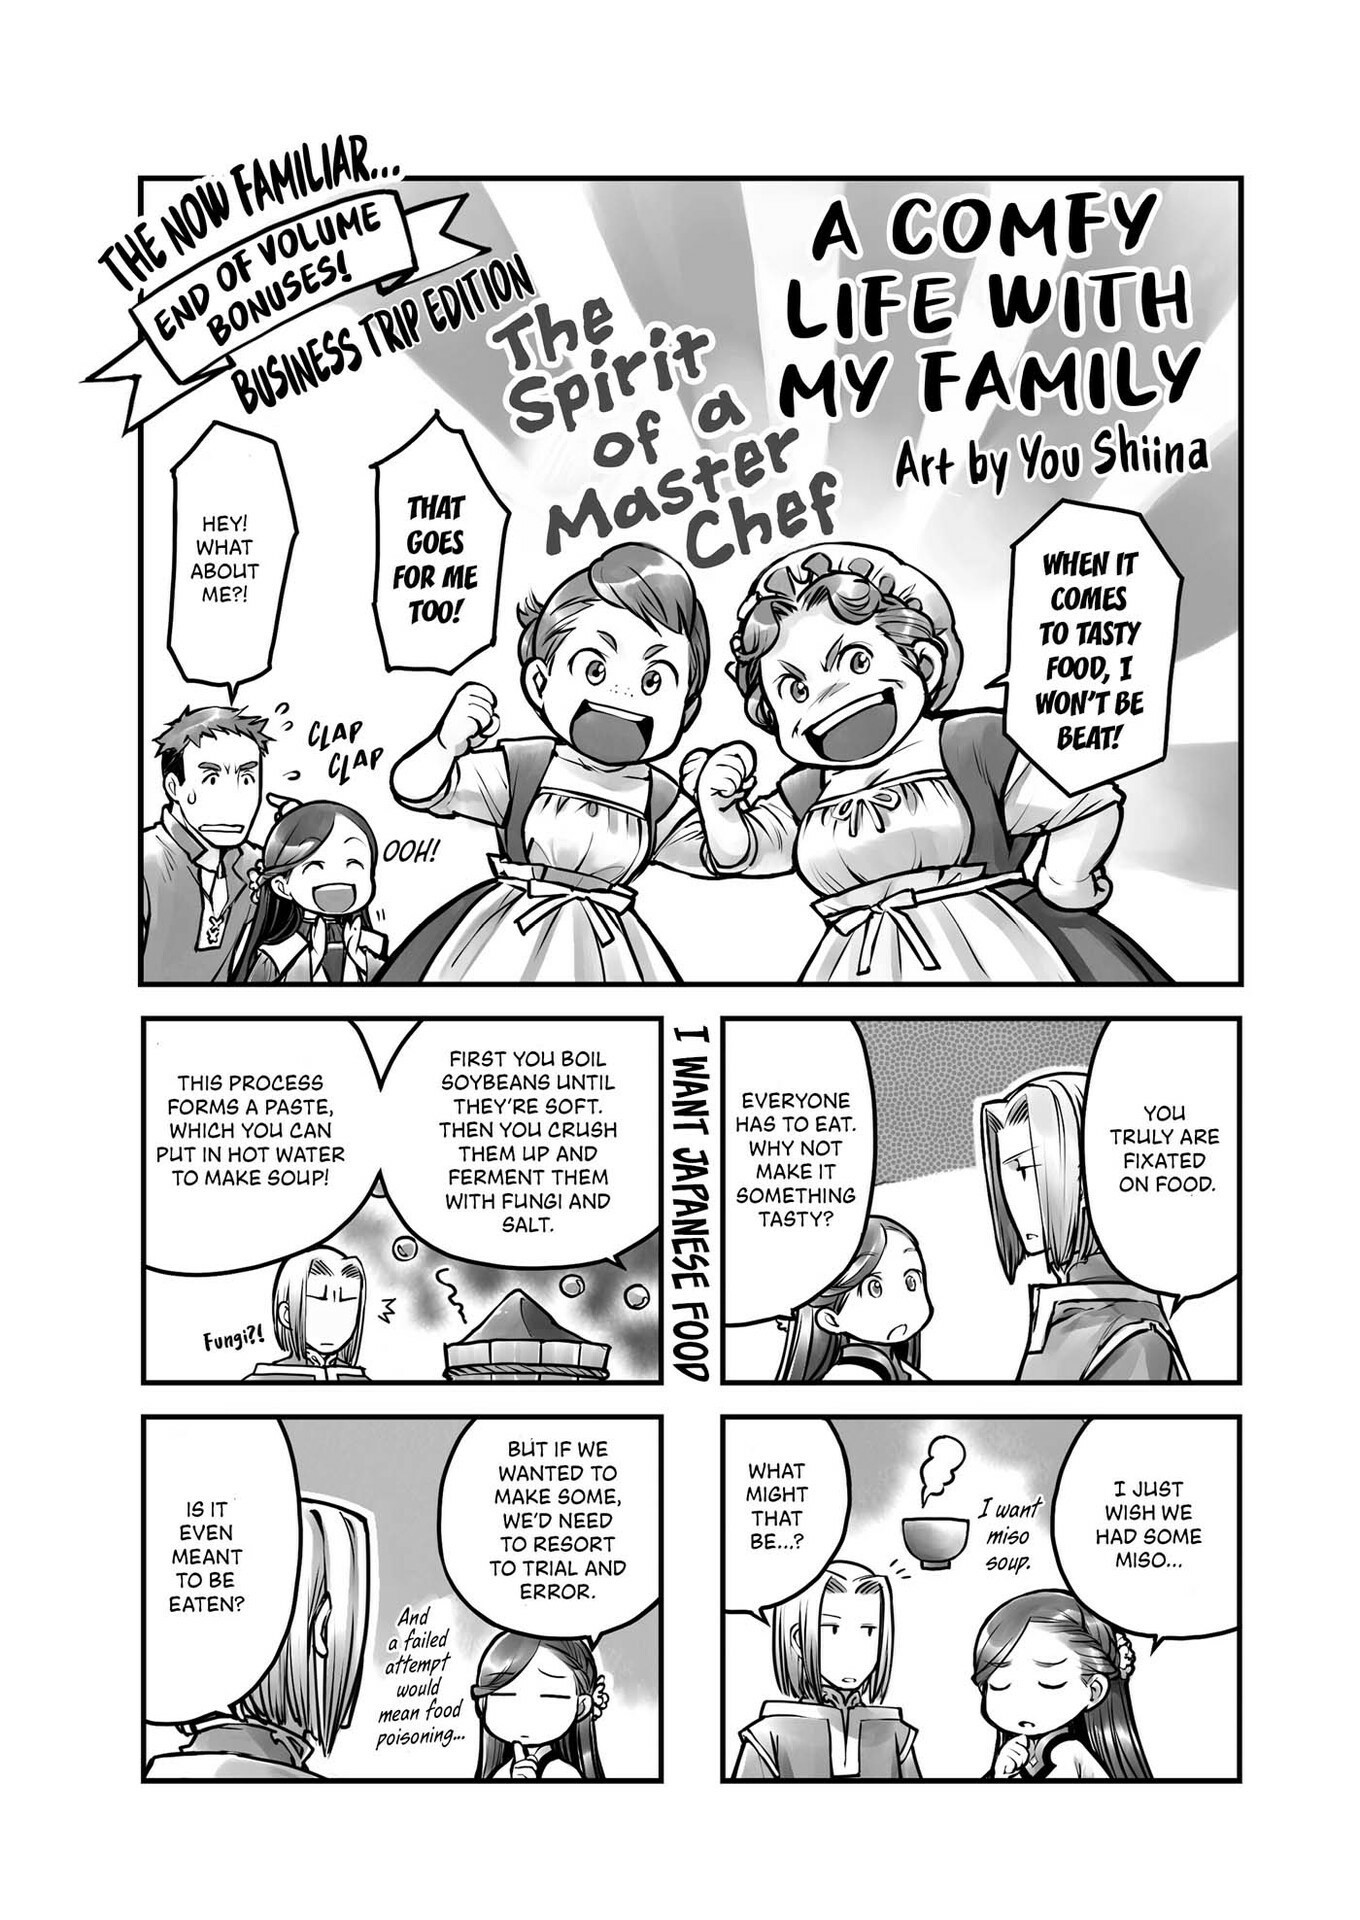 THE NOW FAMILIAR...
END OF VOLUME
BONUSES!
BUSINESS TRIP EDITION
A COMFY
LIFE WITH
MY FAMILY
Art by You Shiina
The
Spirit
of a
Master
Chef
WHEN IT
COMES
TO TASTY
FOOD, I
WON'T BE
BEAT!
THAT
GOES
FOR ME
TOO!
HEY!
WHAT
ABOUT
ME?!
CLAP
CLAP
OOH!
I WANT JAPANESE FOOD
YOU
TRULY ARE
FIXATED
ON FOOD.
EVERYONE
HAS TO EAT.
WHY NOT
MAKE IT
SOMETHING
TASTY?
I JUST
WISH WE
HAD SOME
MISO...
I want
miso
soup.
WHAT
MIGHT
THAT
BE...?
FIRST YOU BOIL
SOYBEANS UNTIL
THEY'RE SOFT.
THEN YOU CRUSH
THEM UP AND
FERMENT THEM
WITH FUNGI AND
SALT.
THIS PROCESS
FORMS A PASTE,
WHICH YOU CAN
PUT IN HOT WATER
TO MAKE SOUP!
Fungi?!
BUT IF WE
WANTED TO
MAKE SOME,
WE'D NEED
TO RESORT
TO TRIAL AND
ERROR.
And
a failed
attempt
would
mean food
poisoning...
IS IT
EVEN
MEANT
TO BE
EATEN?